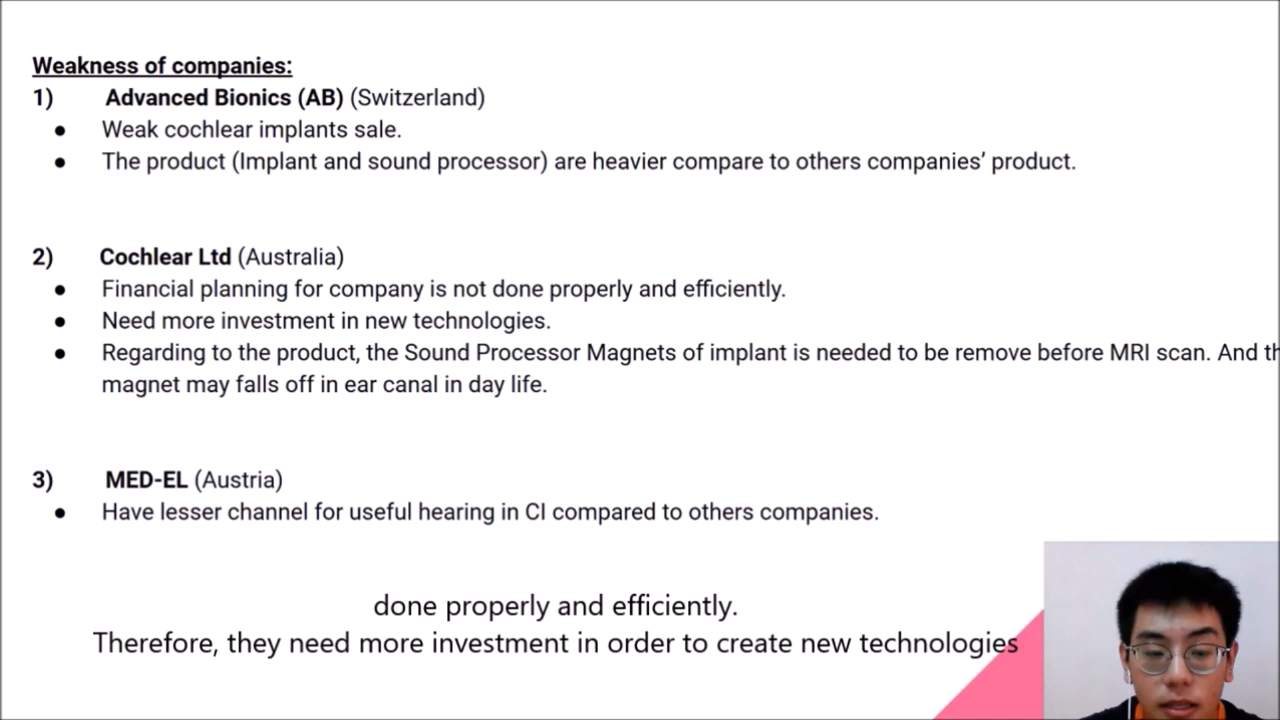 Weakness of companies:
1) Advanced Bionics (AB) (Switzerland)
● Weak cochlear implants sale.
● The product (Implant and sound processor) are heavier compare to others companies’ product.
2) Cochlear Ltd (Australia)
● Financial planning for company is not done properly and efficiently.
● Need more investment in new technologies.
● Regarding to the product, the Sound Processor Magnets of implant is needed to be remove before MRI scan. And
magnet may falls off in ear canal in day life.
3) MED-EL (Austria)
● Have lesser channel for useful hearing in CI compared to others companies.
done properly and efficiently.
Therefore, they need more investment in order to create new technologies